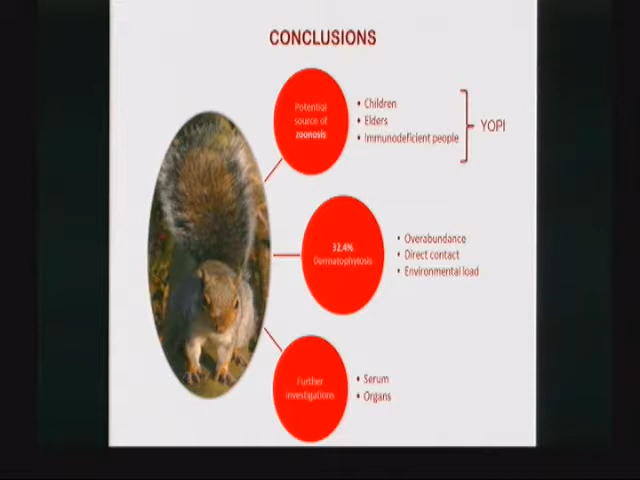 CONCLUSIONS
Potential
source of
zoonosis
• Children
• Elders
• Immunodeficient people
YOPI
32.4%
Dermatophytosis
• Overabundance
• Direct contact
• Environmental load
Further
investigations
• Serum
• Organs